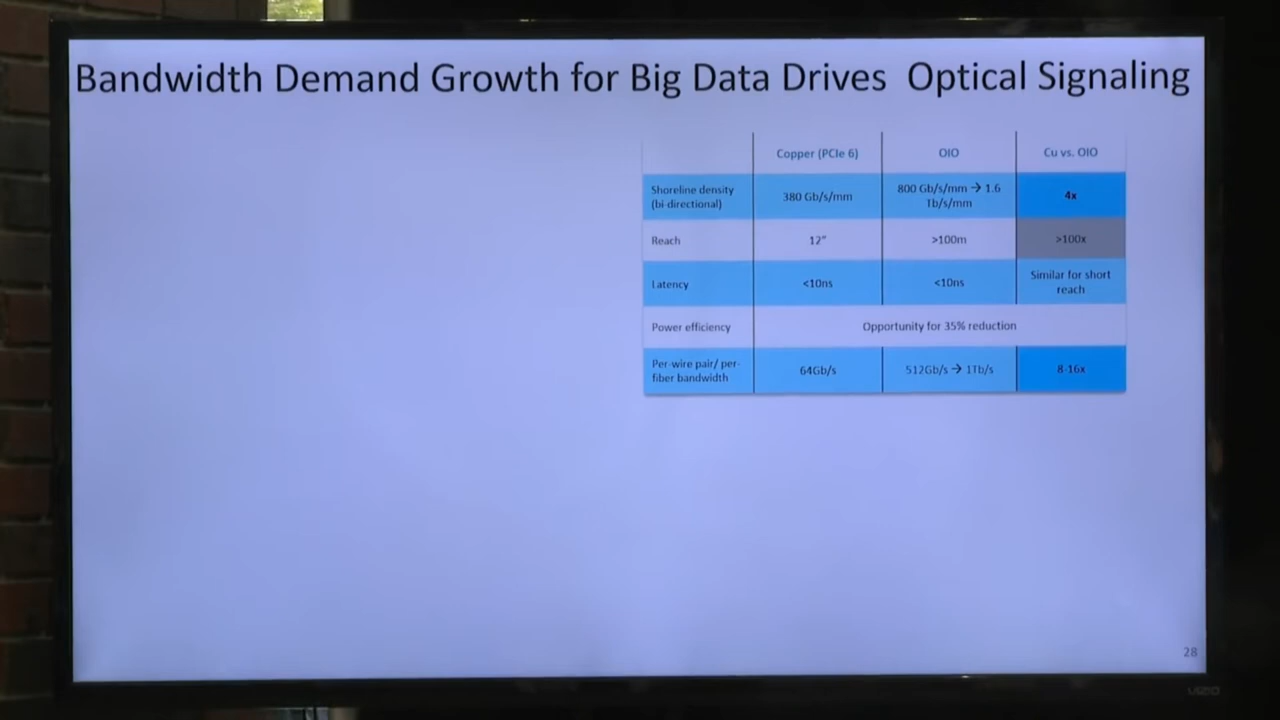 Bandwidth Demand Growth for Big Data Drives Optical Signaling
Copper (PCIe 6)
OIO
Cu vs. OIO
Shoreline density
(bi directional)
380 Gb/s/mm
800 Gb/s/mm → 1.6
Tb/s/mm
4x
Reach
12"
>100m
>100x
Latency
<10ns
<10ns
Similar for short
reach
Power efficiency
Opportunity for 35% reduction
Per-wire pair/ per-
fiber bandwidth
64Gb/s
512Gb/s → 1Tb/s
8-16x
28
VIZIO